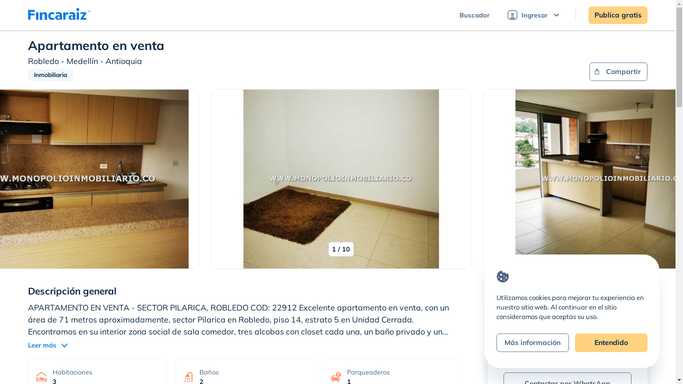 Fincaraiz
Buscador
Ingresar
Publica gratis
Apartamento en venta
Robledo - Medellín - Antioquia
Inmobiliaria
Compartir
W.MONOPOLIOINMOBILIARIO.CO
WWW.MONOPOLIOINMOBILIARIO.CO
WWW.MONOPOLIOINMOBILIARIO
1 / 10
Descripción general
APARTAMENTO EN VENTA - SECTOR PILARICA, ROBLEDO COD: 22912 Excelente apartamento en venta, con un
área de 71 metros aproximadamente, sector Pilarica en Robledo, piso 14, estrato 5 en Unidad Cerrada.
Encontramos en su interior zona social de sala comedor, tres alcobas con closet cada una, un baño privado y un...
Leer más
Habitaciones
3
Baños
2
Parqueaderos
1
Utilizamos cookies para mejorar tu experiencia en
nuestro sitio web. Al continuar en el sitio
consideramos que aceptas su uso.
Más información
Entendido
Contactar por WhatsApp